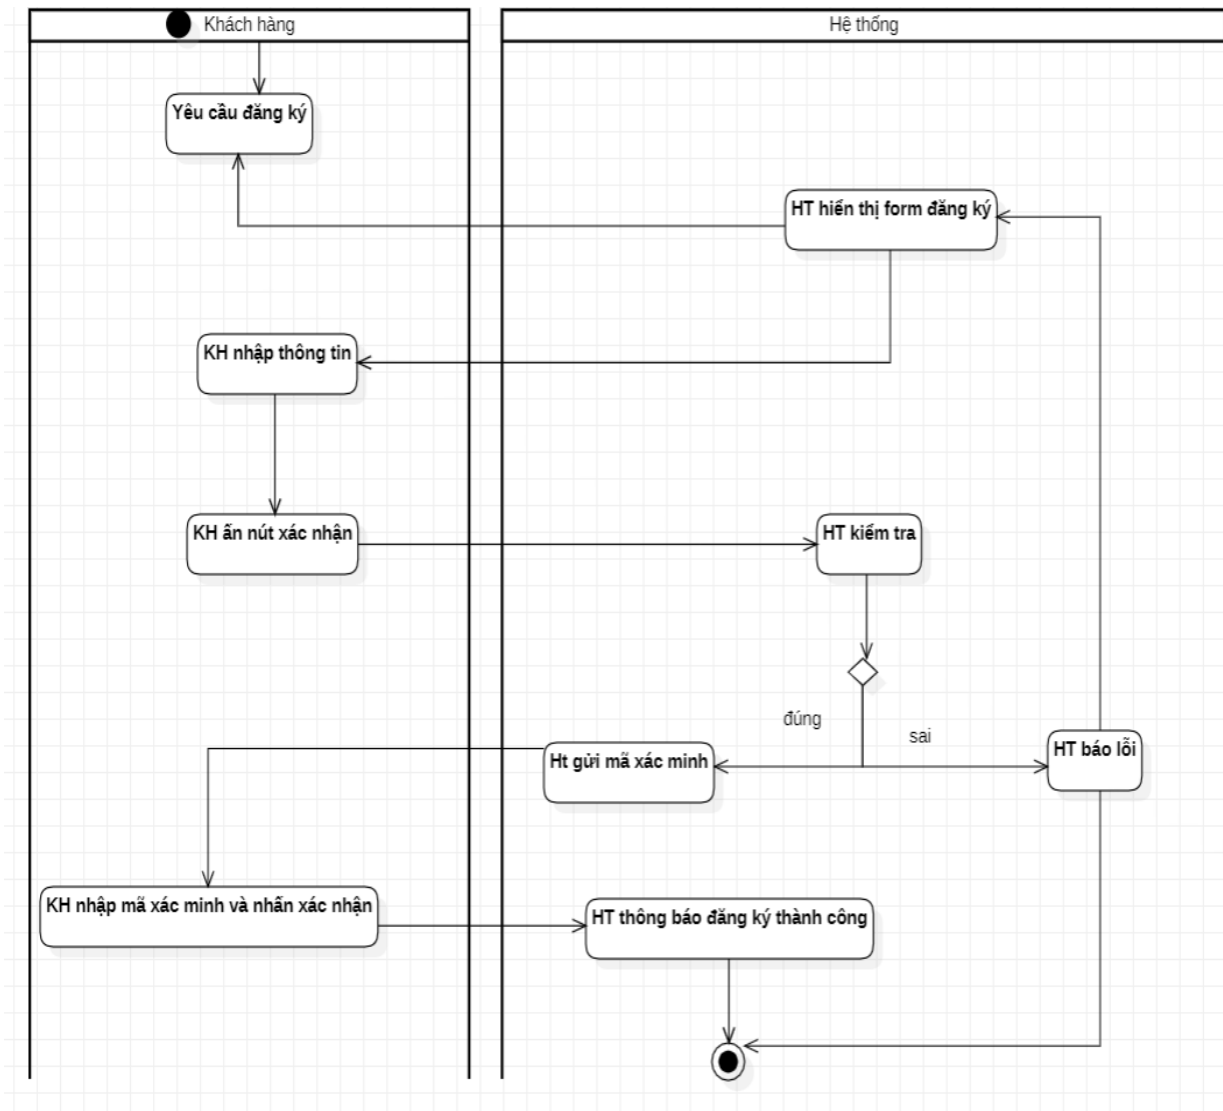 Khách hàng
Hệ thống
Yêu cầu đăng ký
HT hiển thị form đăng ký
KH nhập thông tin
KH ấn nút xác nhận
HT kiểm tra
đúng
sai
Ht gửi mã xác minh
HT báo lỗi
KH nhập mã xác minh và nhấn xác nhận
HT thông báo đăng ký thành công